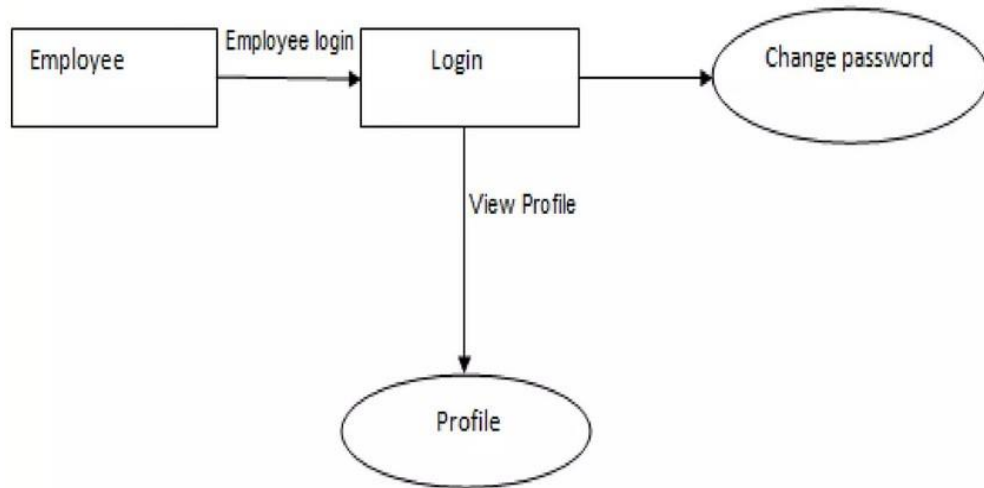 Employee
Employee login
Login
Change password
View Profile
Profile